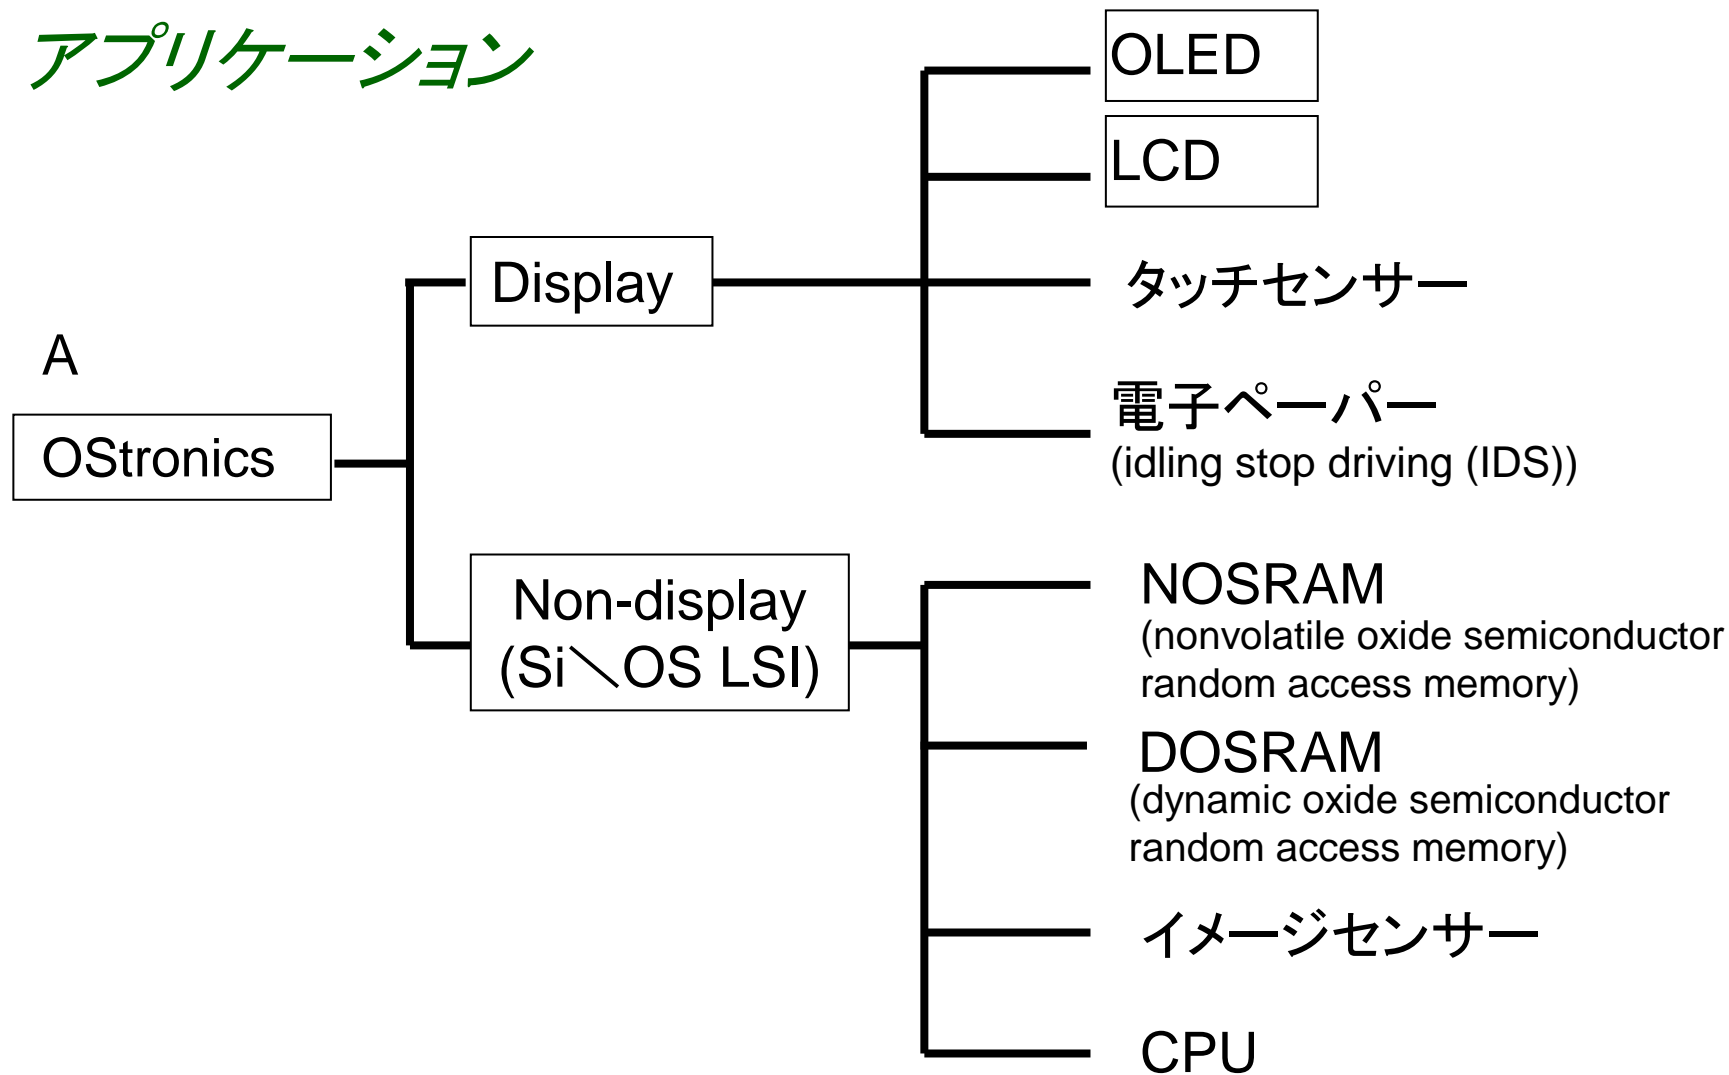 アプリケーション
OLED
LCD
Display
タッチセンサー
A
電子ペーパー
(idling stop driving (IDS))
OStronics
Non-display
(Si＼OS LSI)
NOSRAM
(nonvolatile oxide semiconductor
random access memory)
DOSRAM
(dynamic oxide semiconductor
random access memory)
イメージセンサー
CPU